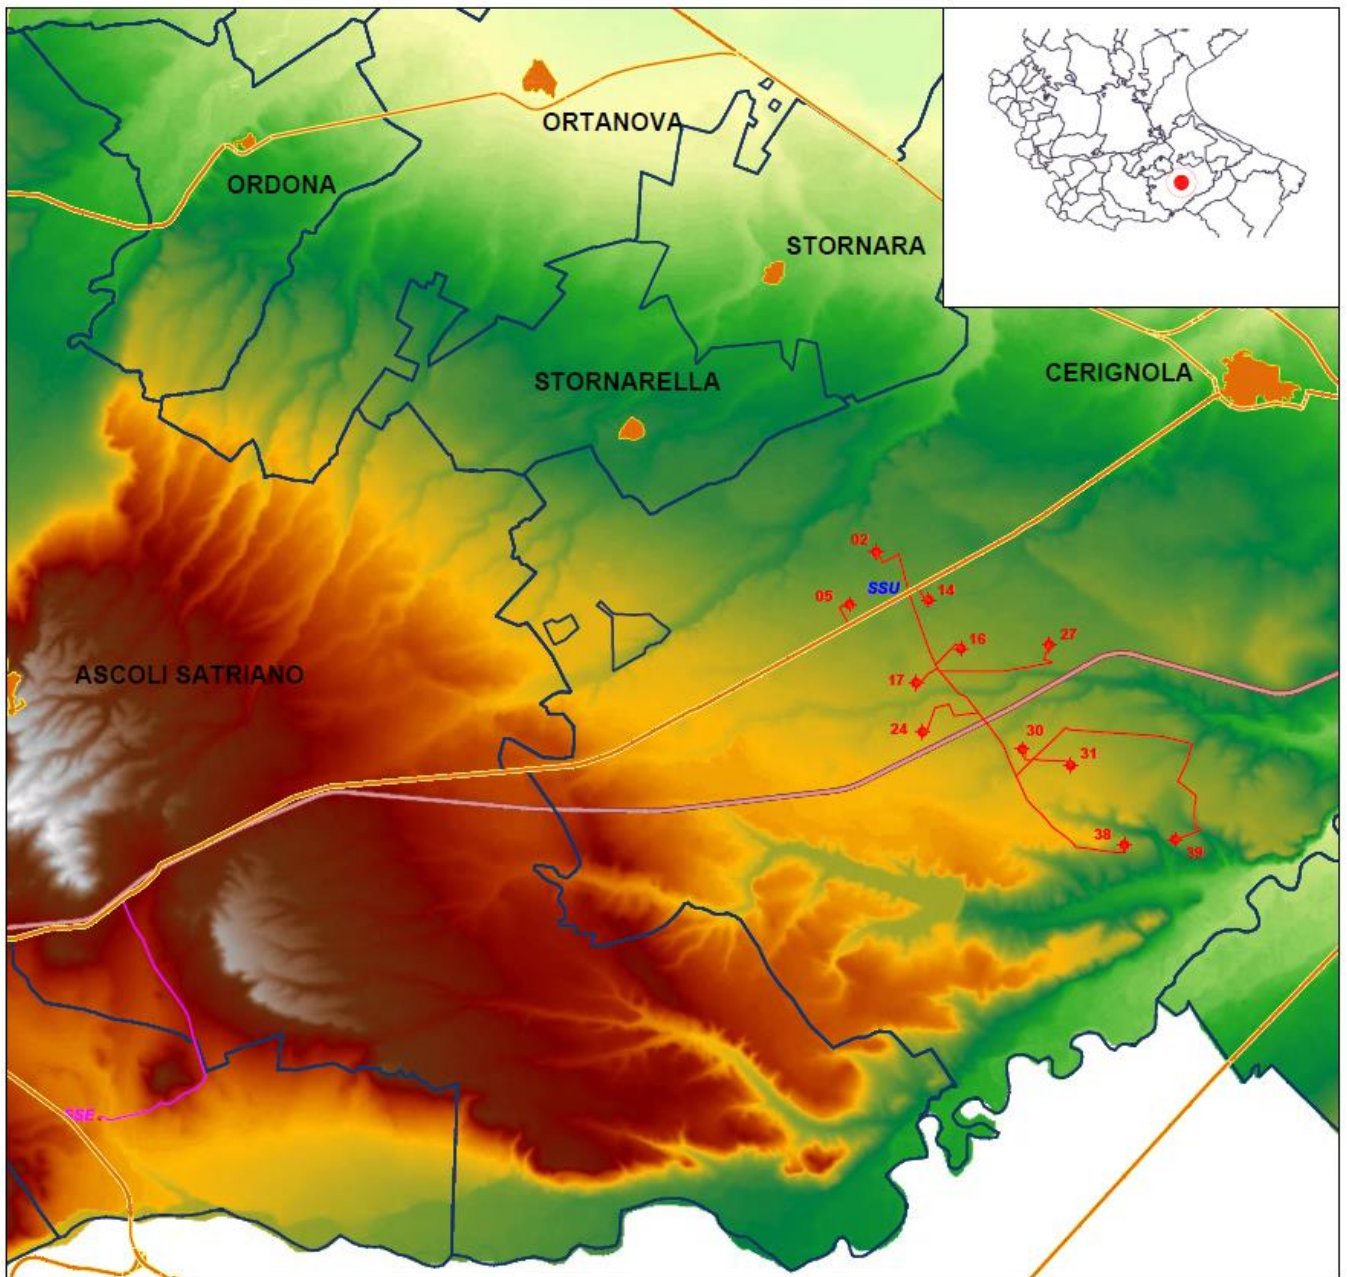 ORTANOVA
ORDONA
STORNARA
CERIGNOLA
STORNARELLA
02
SSU
14
05
16
27
ASCOLI SATRIANO
17
24
30
31
38
39
SSE